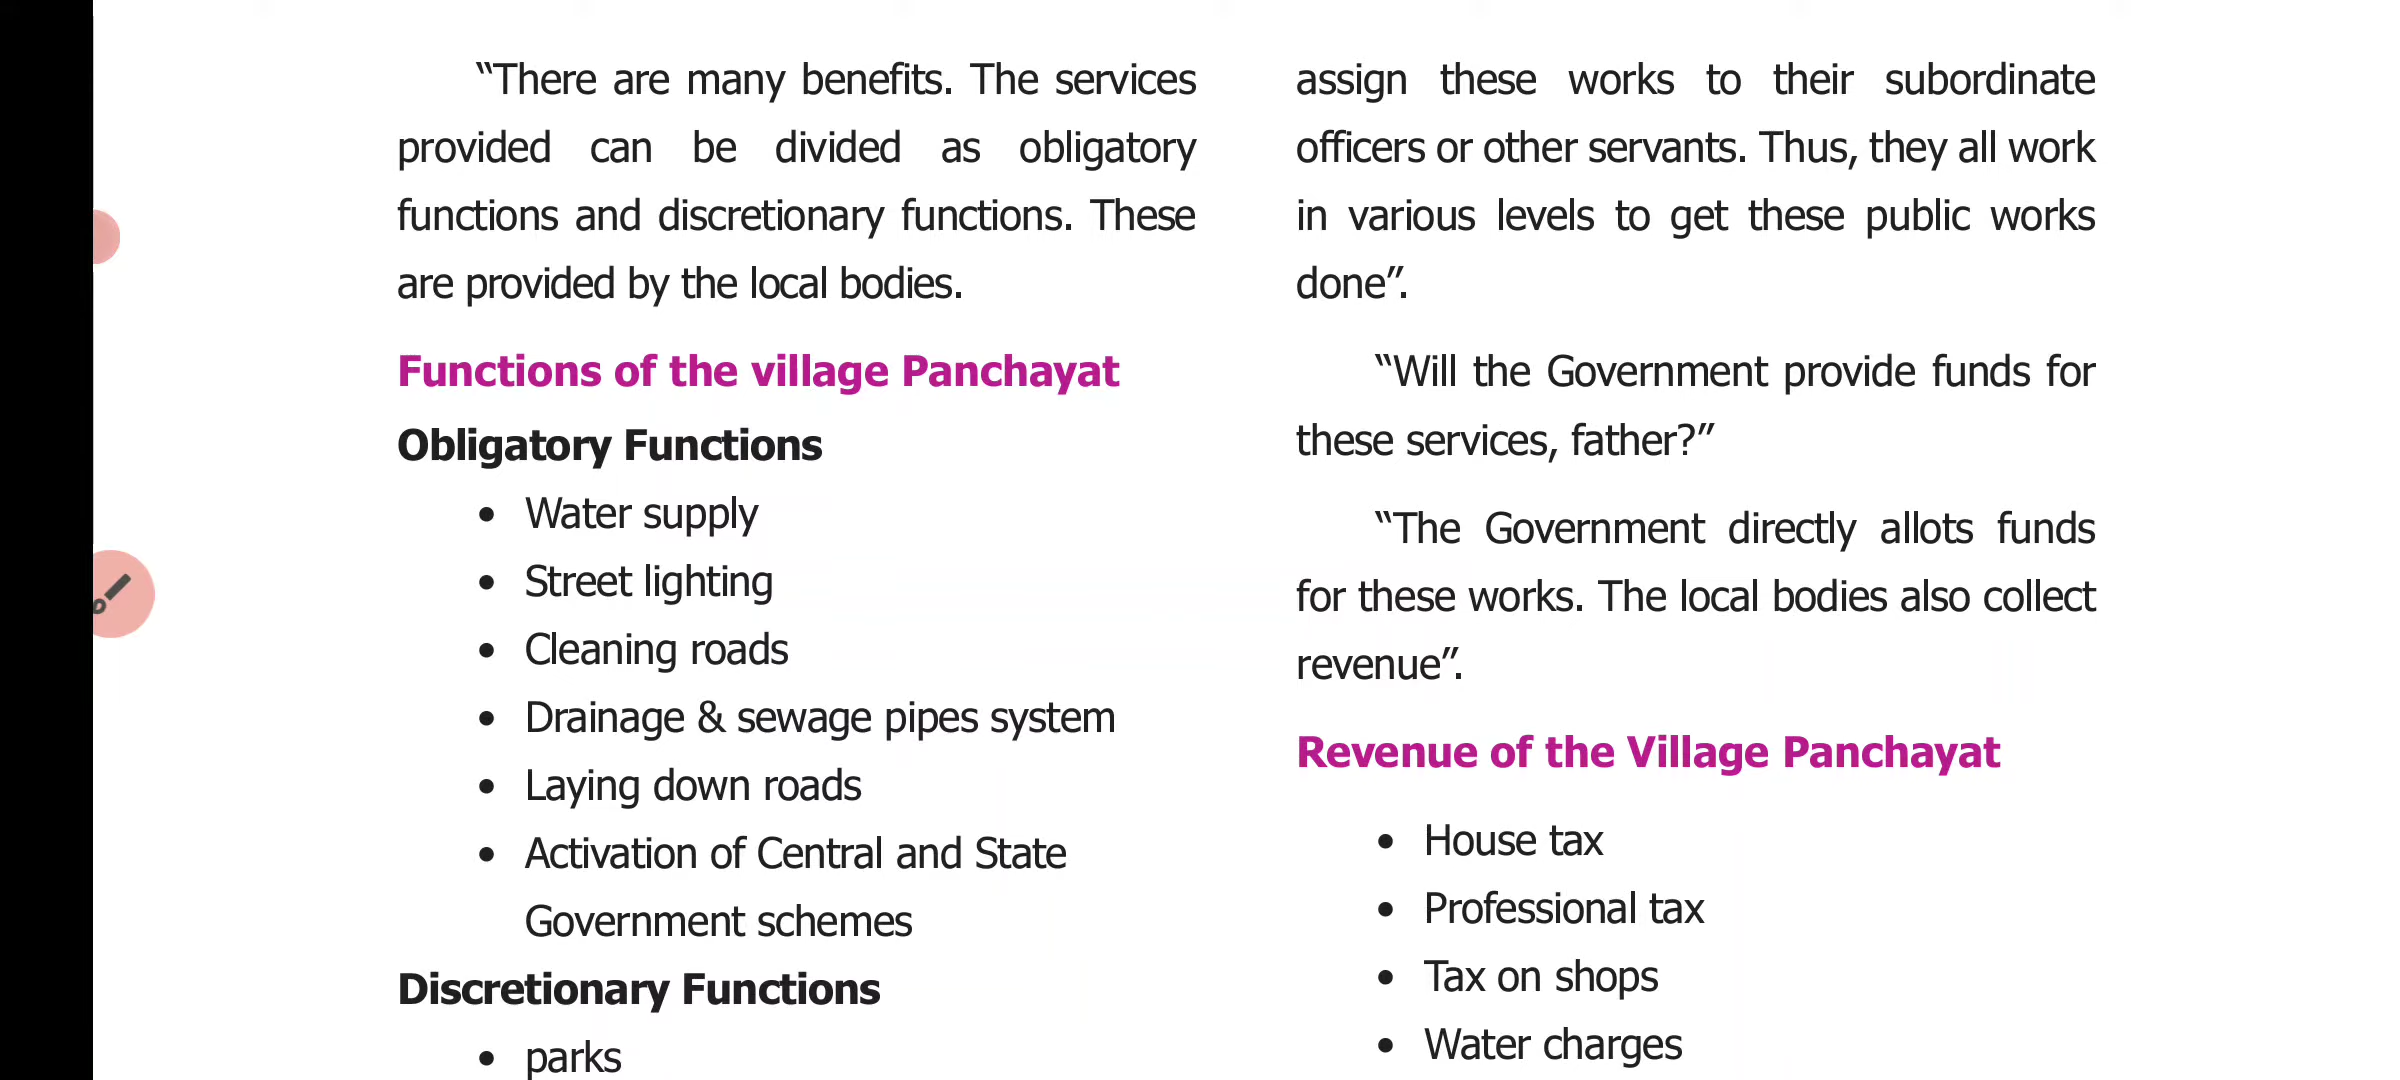 “There are many benefits. The services
provided can be divided as obligatory
functions and discretionary functions. These
are provided by the local bodies.
Functions of the village Panchayat
Obligatory Functions
• Water supply
• Street lighting
• Cleaning roads
• Drainage & sewage pipes system
• Laying down roads
• Activation of Central and State
Government schemes
Discretionary Functions
• parks
assign these works to their subordinate
officers or other servants. Thus, they all work
in various levels to get these public works
done”.
“Will the Government provide funds for
these services, father?”
“The Government directly allots funds
for these works. The local bodies also collect
revenue”.
Revenue of the Village Panchayat
• House tax
• Professional tax
• Tax on shops
• Water charges